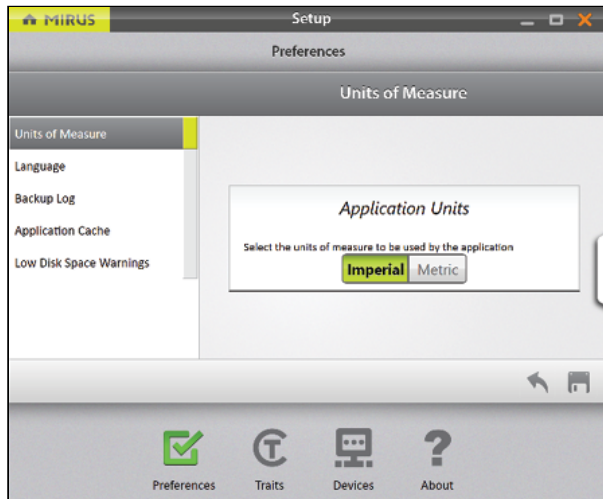 MIRUS Setup
Preferences
Units of Measure
Units of Measure
Language
Backup Log
Application Cache
Low Disk Space Warnings
Application Units
Select the units of measure to be used by the application
Imperial Metric
Preferences Traits Devices About